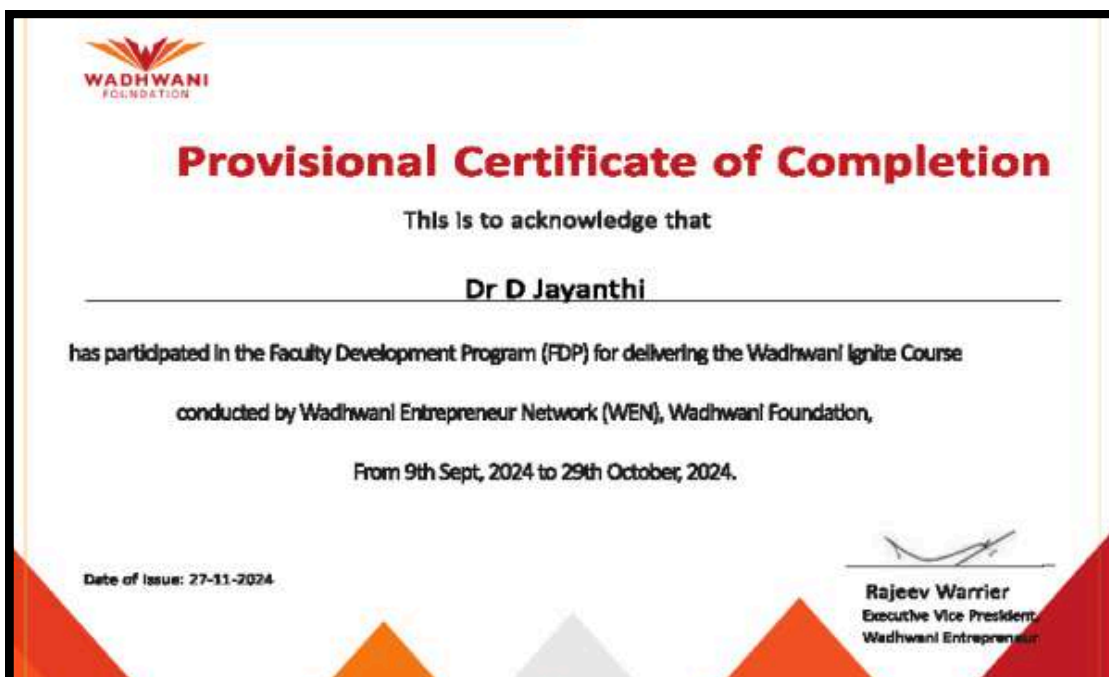 WADHWANI
FOUNDATION
Provisional Certificate of Completion
This is to acknowledge that
Dr D Jayanthi
has participated in the Faculty Development Program (FDP) for delivering the Wadhwani Ignite Course
conducted by Wadhwani Entrepreneur Network (WEN), Wadhwani Foundation,
From 9th Sept, 2024 to 29th October, 2024.
Date of Issue: 27-11-2024
Rajeev Warrier
Executive Vice President,
Wadhwani Entrepreneur